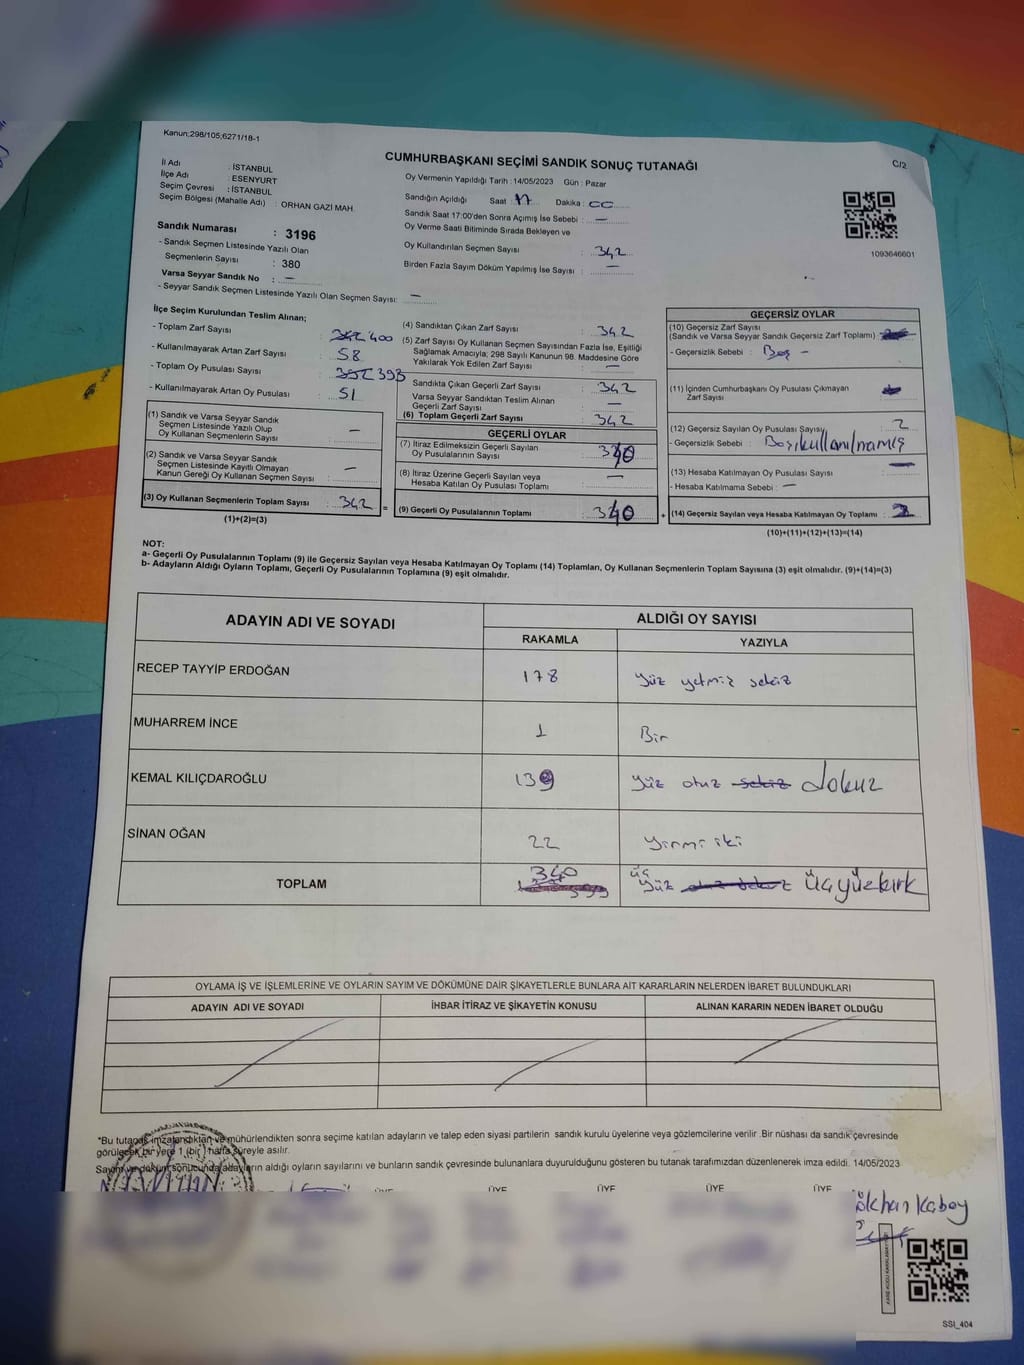 Kanun;298/105;6271/18-1
CUMHURBAŞKANI SEÇİMİ SANDIK SONUÇ TUTANAĞI
C/2
İl Adı : İSTANBUL
İlçe Adı : ESENYURT
Seçim Çevresi : İSTANBUL
Seçim Bölgesi (Mahalle Adı) : ORHAN GAZİ MAH.
Sandık Numarası : 3196
- Sandık Seçmen Listesinde Yazılı Olan
Seçmenlerin Sayısı : 380
Varsa Seyyar Sandık No : —
- Seyyar Sandık Seçmen Listesinde Yazılı Olan Seçmen Sayısı: —
Oy Vermenin Yapıldığı Tarih : 14/05/2023 Gün : Pazar
Sandığın Açıldığı Saat : 17 Dakika : 00
Sandık Saat 17:00'den Sonra Açımış İse Sebebi : —
Oy Verme Saati Bitiminde Sırada Bekleyen ve
Oy Kullandırılan Seçmen Sayısı : 342
Birden Fazla Sayım Döküm Yapılmış İse Sayısı : —
1093646601
İlçe Seçim Kurulundan Teslim Alınan;
- Toplam Zarf Sayısı : 400
- Kullanılmayarak Artan Zarf Sayısı : 58
- Toplam Oy Pusulası Sayısı : 393
- Kullanılmayarak Artan Oy Pusulası : 51
(1) Sandık ve Varsa Seyyar Sandık
Seçmen Listesinde Yazılı Olup
Oy Kullanan Seçmenlerin Sayısı : —
(2) Sandık ve Varsa Seyyar Sandık
Seçmen Listesinde Kayıtlı Olmayan
Kanun Gereği Oy Kullanan Seçmen Sayısı : —
(3) Oy Kullanan Seçmenlerin Toplam Sayısı : 342 =
(1)+(2)=(3)
(4) Sandıktan Çıkan Zarf Sayısı : 342
(5) Zarf Sayısı Oy Kullanan Seçmen Sayısından Fazla İse, Eşitliği
Sağlamak Amacıyla; 298 Sayılı Kanunun 98. Maddesine Göre
Yakılarak Yok Edilen Zarf Sayısı : —
Sandıkta Çıkan Geçerli Zarf Sayısı : 342
Varsa Seyyar Sandıktan Teslim Alınan
Geçerli Zarf Sayısı : —
(6) Toplam Geçerli Zarf Sayısı : 342
GEÇERLİ OYLAR
(7) İtiraz Edilmeksizin Geçerli Sayılan
Oy Pusulalarının Sayısı : 340
(8) İtiraz Üzerine Geçerli Sayılan veya
Hesaba Katılan Oy Pusulası Toplamı : —
(9) Geçerli Oy Pusulalarının Toplamı : 340 +
GEÇERSİZ OYLAR
(10) Geçersiz Zarf Sayısı
(Sandık ve Varsa Seyyar Sandık Geçersiz Zarf Toplamı) :
- Geçersizlik Sebebi : Boş -
(11) İçinden Cumhurbaşkanı Oy Pusulası Çıkmayan
Zarf Sayısı :
(12) Geçersiz Sayılan Oy Pusulası Sayısı : 2
- Geçersizlik Sebebi : Boş kullanılmamış
(13) Hesaba Katılmayan Oy Pusulası Sayısı : —
- Hesaba Katılmama Sebebi : —
(14) Geçersiz Sayılan veya Hesaba Katılmayan Oy Toplamı : 2
(10)+(11)+(12)+(13)=(14)
NOT:
a- Geçerli Oy Pusulalarının Toplamı (9) ile Geçersiz Sayılan veya Hesaba Katılmayan Oy Toplamı (14) Toplamları, Oy Kullanan Seçmenlerin Toplam Sayısına (3) eşit olmalıdır. (9)+(14)=(3)
b- Adayların Aldığı Oyların Toplamı, Geçerli Oy Pusulalarının Toplamına (9) eşit olmalıdır.
ADAYIN ADI VE SOYADI ALDIĞI OY SAYISI
RAKAMLA YAZIYLA
RECEP TAYYİP ERDOĞAN 178 Yüz yetmiş sekiz
MUHARREM İNCE 1 Bir
KEMAL KILIÇDAROĞLU 139 Yüz otuz sekiz dokuz
SİNAN OĞAN 22 Yirmi iki
TOPLAM 340 üç yüz üçyüzkırk
OYLAMA İŞ VE İŞLEMLERİNE VE OYLARIN SAYIM VE DÖKÜMÜNE DAİR ŞİKAYETLERLE BUNLARA AİT KARARLARIN NELERDEN İBARET BULUNDUKLARI
ADAYIN ADI VE SOYADI İHBAR İTİRAZ VE ŞİKAYETİN KONUSU ALINAN KARARIN NEDEN İBARET OLDUĞU
*Bu tutanak imzalandıktan ve mühürlendikten sonra seçime katılan adayların ve talep eden siyasi partilerin sandık kurulu üyelerine veya gözlemcilerine verilir .Bir nüshası da sandık çevresinde
görülecek bir yere 1 (bir ) hafta süreyle asılır.
Sayım ve döküm sonucunda adayların aldığı oyların sayılarını ve bunların sandık çevresinde bulunanlara duyurulduğunu gösteren bu tutanak tarafımızdan düzenlenerek imza edildi. 14/05/2023
ÜYE ÜYE ÜYE ÜYE ÜYE
ökhan Kabay
SSİ_404